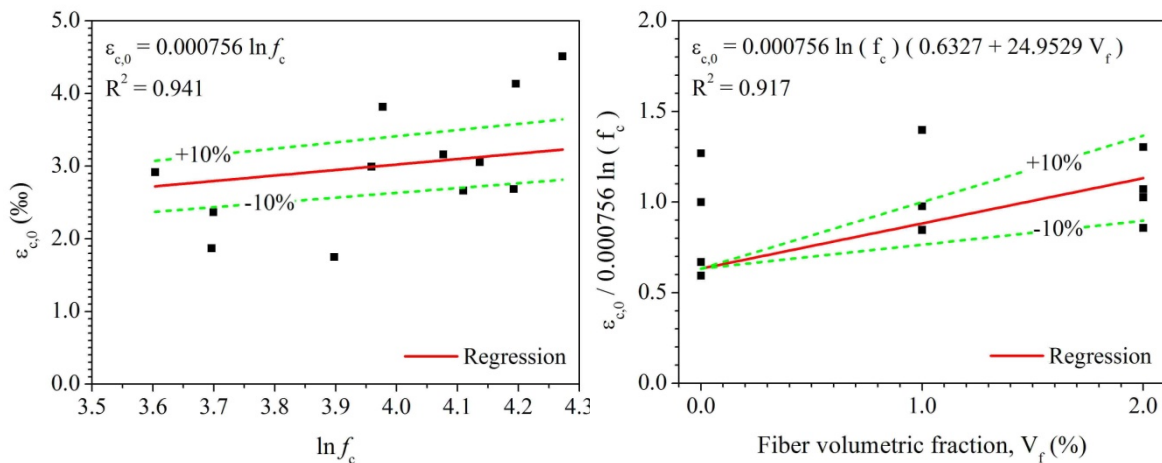 ε_c,0 = 0.000756 ln f_c
R² = 0.941
+10%
-10%
Regression
5.0
4.0
3.0
2.0
1.0
0.0
3.5 3.6 3.7 3.8 3.9 4.0 4.1 4.2 4.3
ε_c,0 (‰)
ln f_c
ε_c,0 = 0.000756 ln ( f_c ) ( 0.6327 + 24.9529 V_f )
R² = 0.917
+10%
-10%
Regression
2.0
1.5
1.0
0.5
0.0
0.0 1.0 2.0
ε_c,0 / 0.000756 ln ( f_c )
Fiber volumetric fraction, V_f (%)